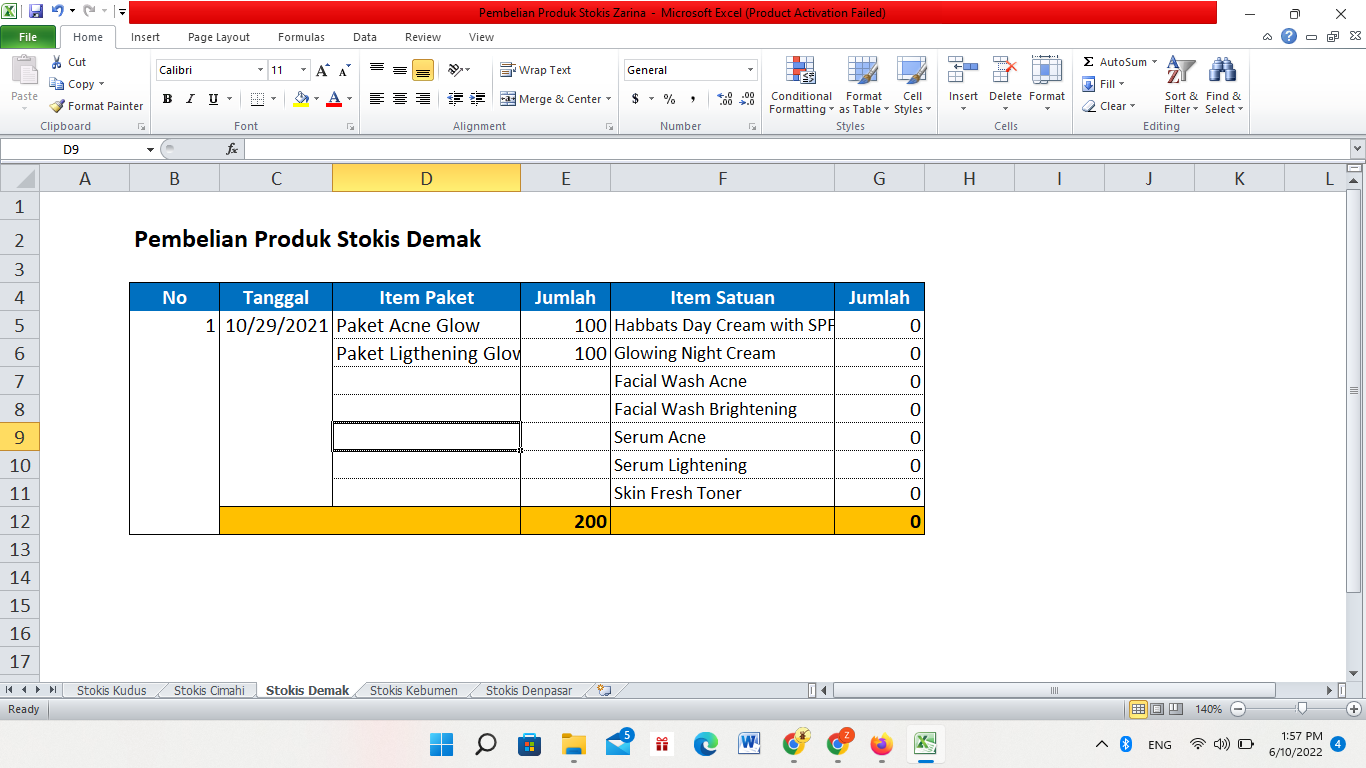 Pembelian Produk Stokis Zarina - Microsoft Excel (Product Activation Failed)
File Home Insert Page Layout Formulas Data Review View
Paste
Cut
Copy
Format Painter
Clipboard
Calibri 11
B I U
Font
Wrap Text
Merge & Center
Alignment
General
$ % ,
Number
Conditional Formatting
Format as Table
Cell Styles
Styles
Insert Delete Format
Cells
AutoSum
Fill
Clear
Sort & Filter
Find & Select
Editing
D9 fx
A B C D E F G H I J K L
1
2 Pembelian Produk Stokis Demak
3
4 No Tanggal Item Paket Jumlah Item Satuan Jumlah
5 1 10/29/2021 Paket Acne Glow 100 Habbats Day Cream with SPF 0
6 Paket Ligthening Glow 100 Glowing Night Cream 0
7 Facial Wash Acne 0
8 Facial Wash Brightening 0
9 Serum Acne 0
10 Serum Lightening 0
11 Skin Fresh Toner 0
12 200 0
13
14
15
16
17
Stokis Kudus Stokis Cimahi Stokis Demak Stokis Kebumen Stokis Denpasar
Ready 140%
5 Z ENG 1:57 PM
6/10/2022 4